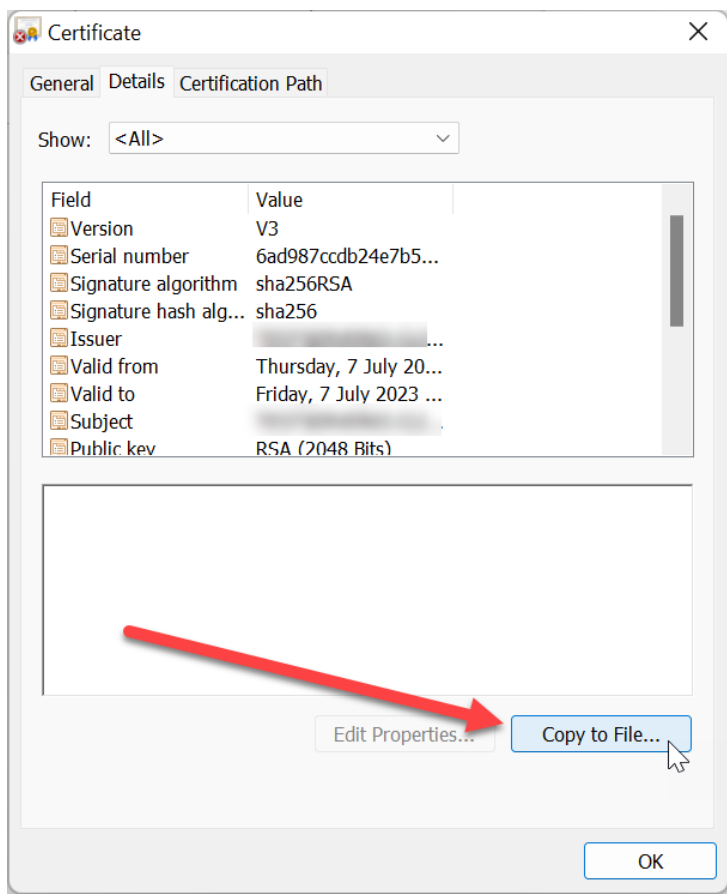 Certificate
General Details Certification Path
Show: <All>
Field Value
Version V3
Serial number 6ad987ccdb24e7b5...
Signature algorithm sha256RSA
Signature hash alg... sha256
Issuer ...
Valid from Thursday, 7 July 20...
Valid to Friday, 7 July 2023 ...
Subject
Public key RSA (2048 Bits)
Edit Properties... Copy to File...
OK